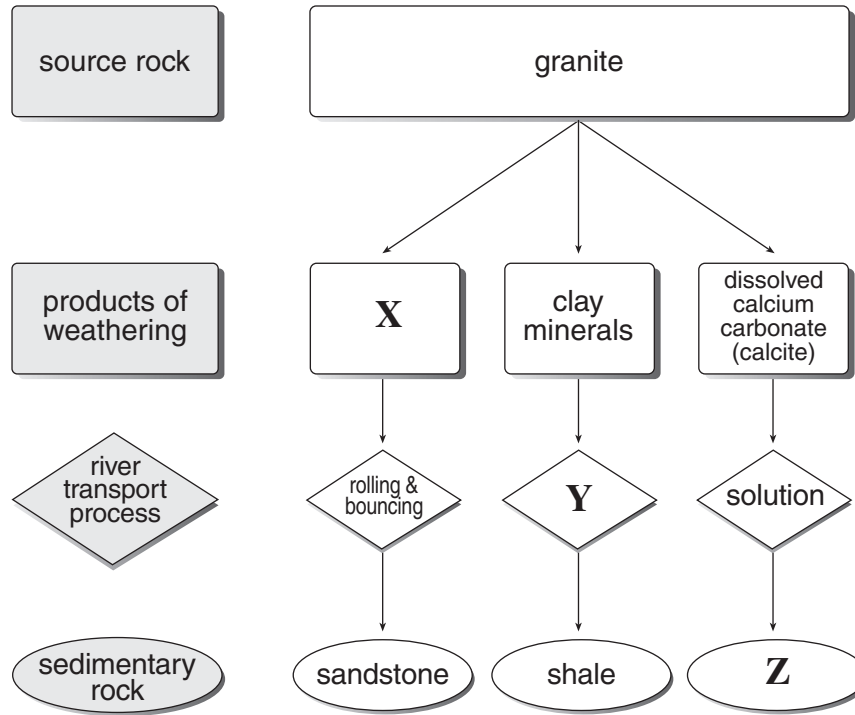 source rock
granite
products of
weathering
X
clay
minerals
dissolved
calcium
carbonate
(calcite)
river
transport
process
rolling &
bouncing
Y
solution
sedimentary
rock
sandstone
shale
Z